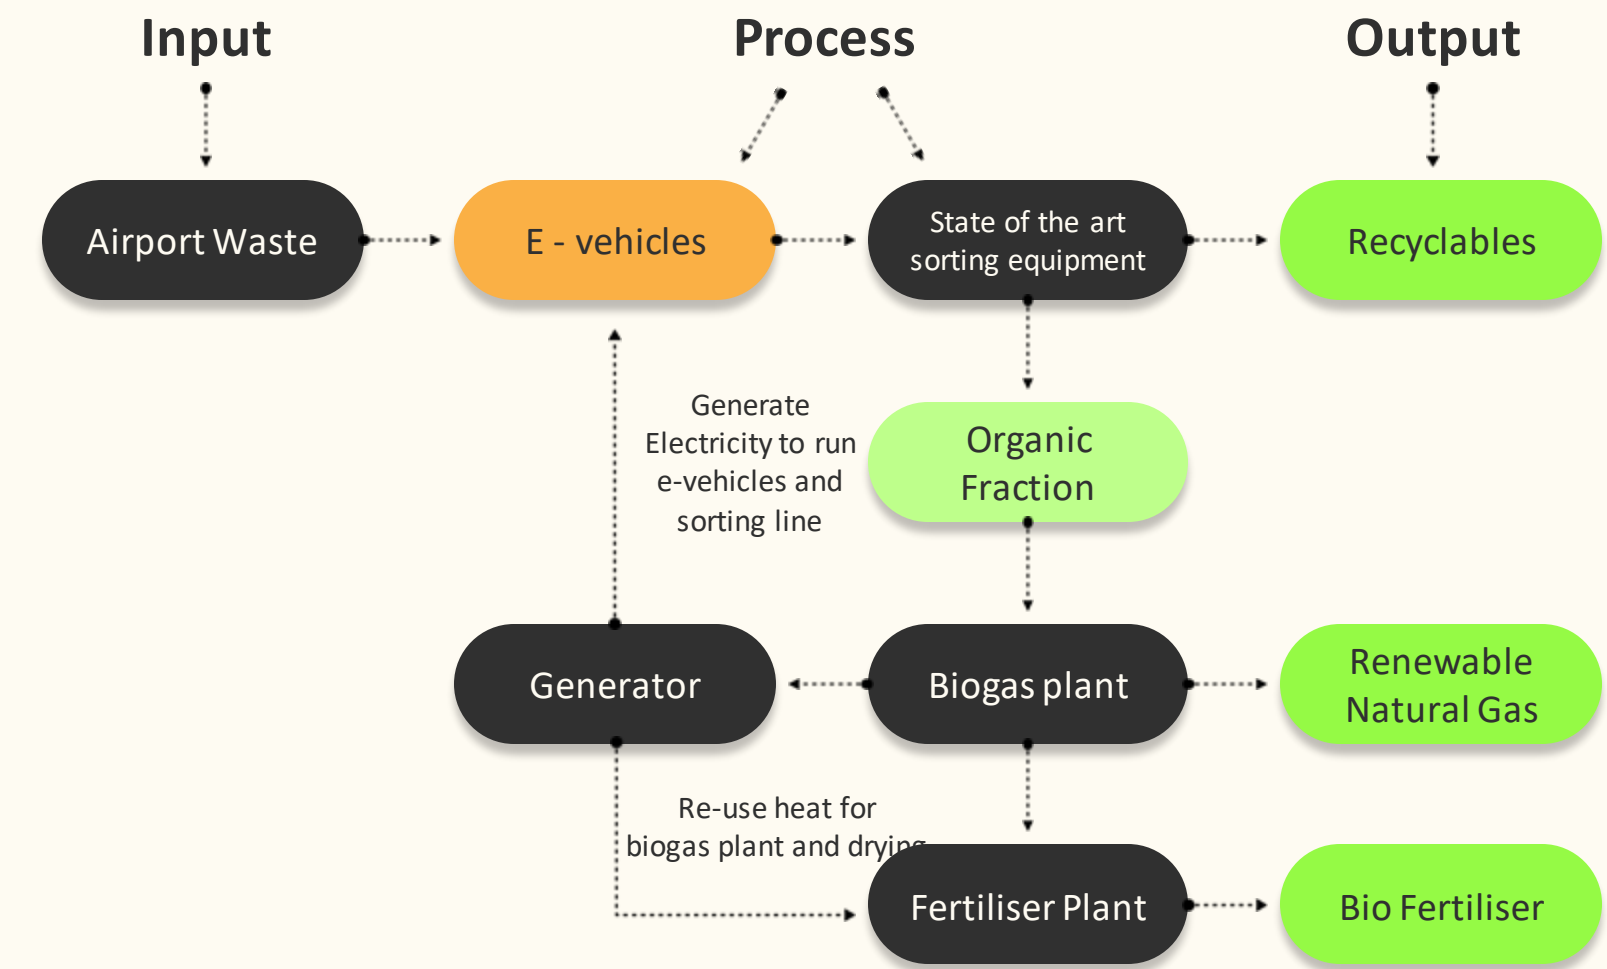 Input
Process
Output
Airport Waste
E - vehicles
State of the art
sorting equipment
Recyclables
Generate
Electricity to run
e-vehicles and
sorting line
Organic
Fraction
Generator
Biogas plant
Renewable
Natural Gas
Re-use heat for
biogas plant and drying
Fertiliser Plant
Bio Fertiliser